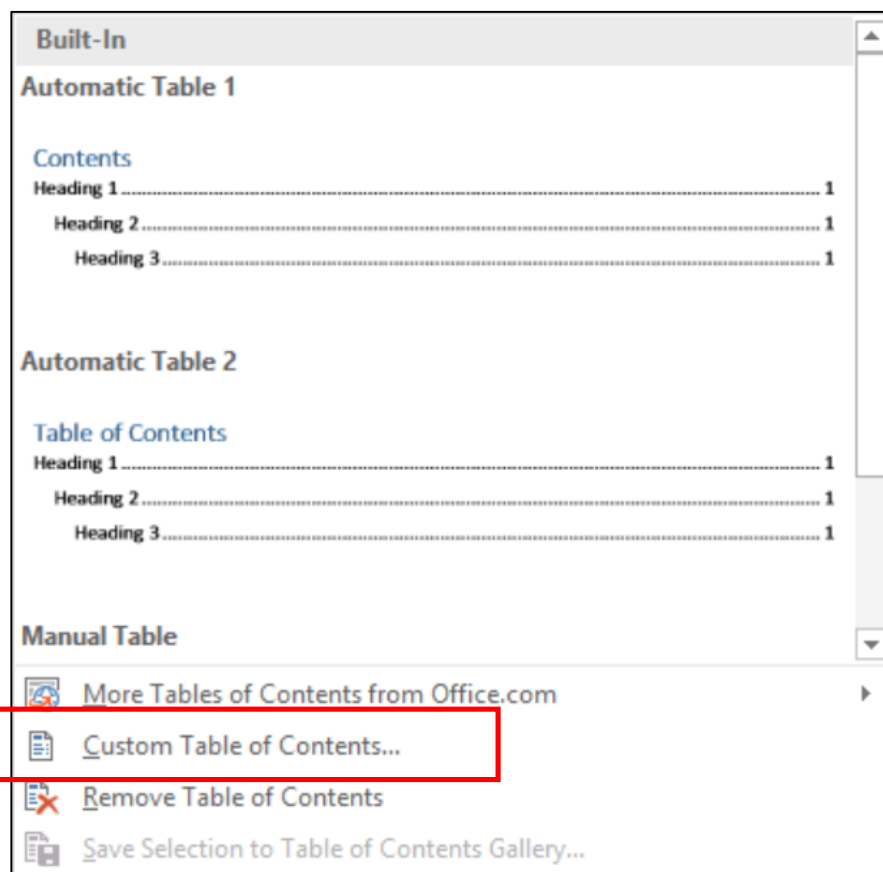 Built-In
Automatic Table 1
Contents
Heading 1........................................................................................................ 1
Heading 2........................................................................................................ 1
Heading 3........................................................................................................ 1
Automatic Table 2
Table of Contents
Heading 1........................................................................................................ 1
Heading 2........................................................................................................ 1
Heading 3........................................................................................................ 1
Manual Table
More Tables of Contents from Office.com
Custom Table of Contents...
Remove Table of Contents
Save Selection to Table of Contents Gallery...